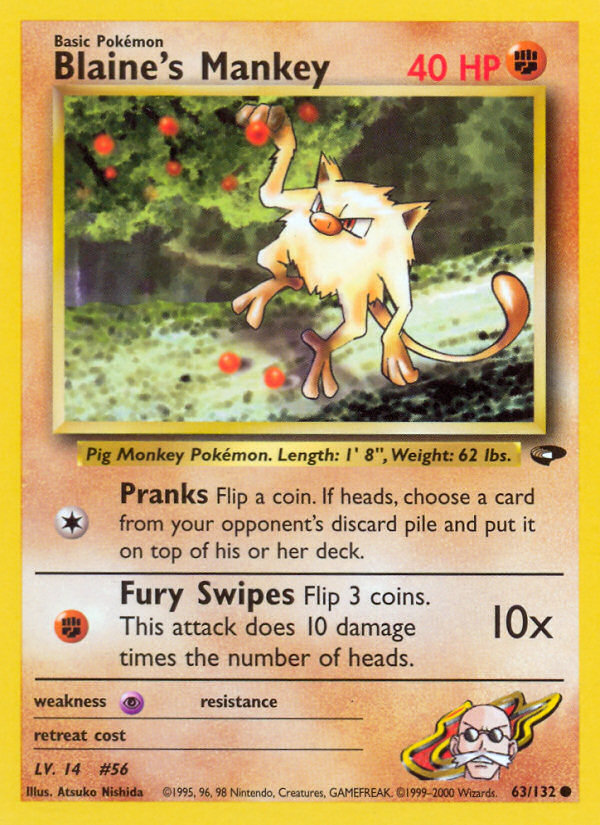 Basic Pokémon
Blaine's Mankey 40 HP
Pig Monkey Pokémon. Length: 1' 8", Weight: 62 lbs.
Pranks Flip a coin. If heads, choose a card
from your opponent's discard pile and put it
on top of his or her deck.
Fury Swipes Flip 3 coins.
This attack does 10 damage 10x
times the number of heads.
weakness resistance
retreat cost
LV. 14 #56
Illus. Atsuko Nishida ©1995, 96, 98 Nintendo, Creatures, GAMEFREAK. ©1999-2000 Wizards. 63/132